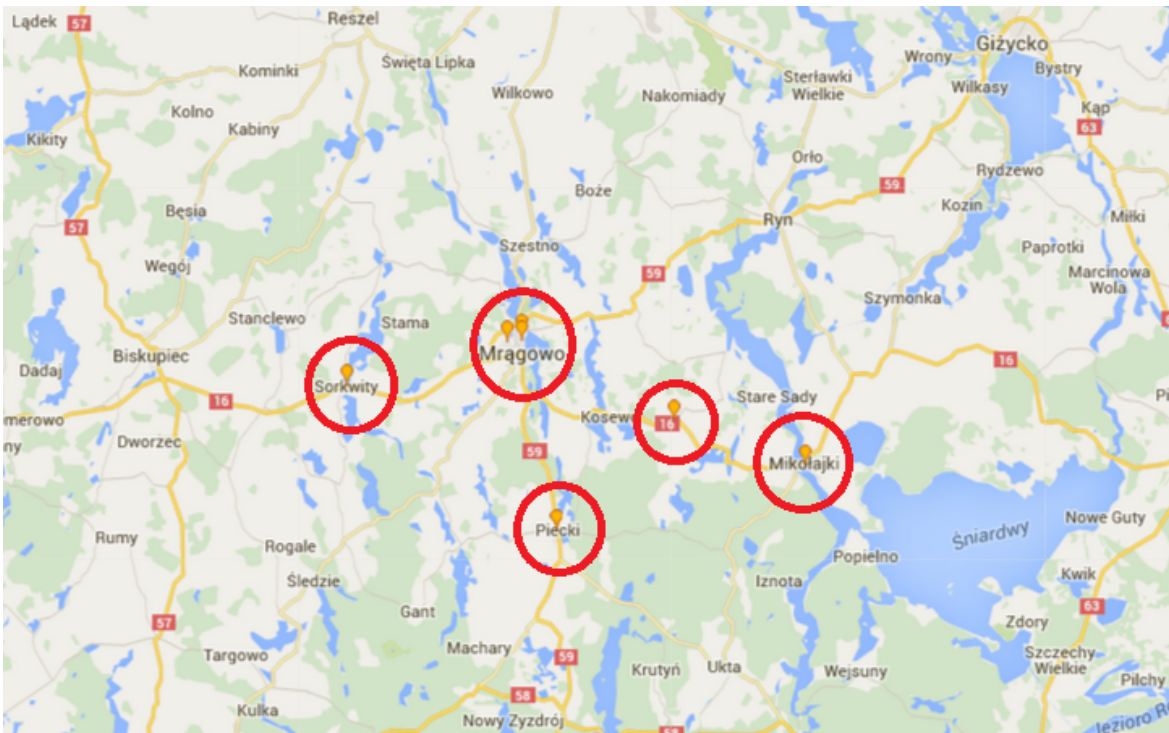 Lądek
57
Reszel
Giżycko
Kominki
Święta Lipka
Wrony
Bystry
Sterławki
Wielkie
Wilkowo
Nakomiady
Wilkasy
Kolno
Kąp
Kabiny
63
Kikity
Orło
Rydzewo
59
Boże
Kozin
Bęsia
Ryn
Miłki
57
Szestno
Paprotki
Wegój
59
Marcinowa
Wola
Szymonka
Stanclewo
Stama
Biskupiec
Mrągowo
16
Dadaj
Sorkwity
Stare Sady
16
merowo
Kosewo
16
ny
Dworzec
59
Mikołajki
Piecki
Nowe Guty
Śniardwy
Rumy
Rogale
Popielno
Śledzie
Iznota
Kwik
Gant
63
57
Zdory
Machary
Targowo
59
Szczechy
Wielkie
Krutyń
Ukta
Wejsuny
Pilchy
58
Kulka
Nowy Zyzdrój
58
Jezioro